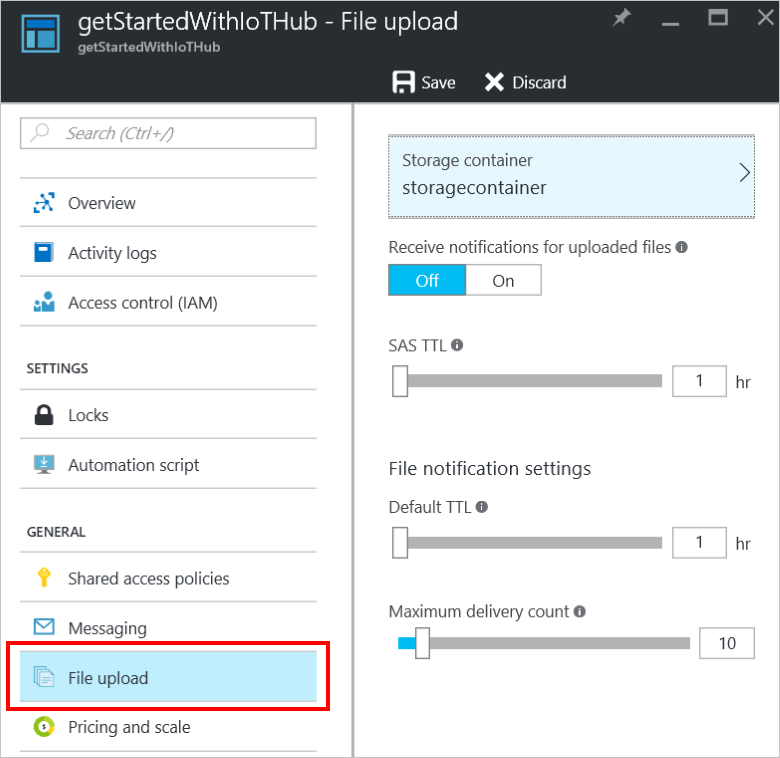 getStartedWithIoTHub - File upload
getStartedWithIoTHub
Save
Discard
Search (Ctrl+/)
Overview
Activity logs
Access control (IAM)
SETTINGS
Locks
Automation script
GENERAL
Shared access policies
Messaging
File upload
Pricing and scale
Storage container
storagecontainer
Receive notifications for uploaded files
Off
On
SAS TTL
1 hr
File notification settings
Default TTL
1 hr
Maximum delivery count
10